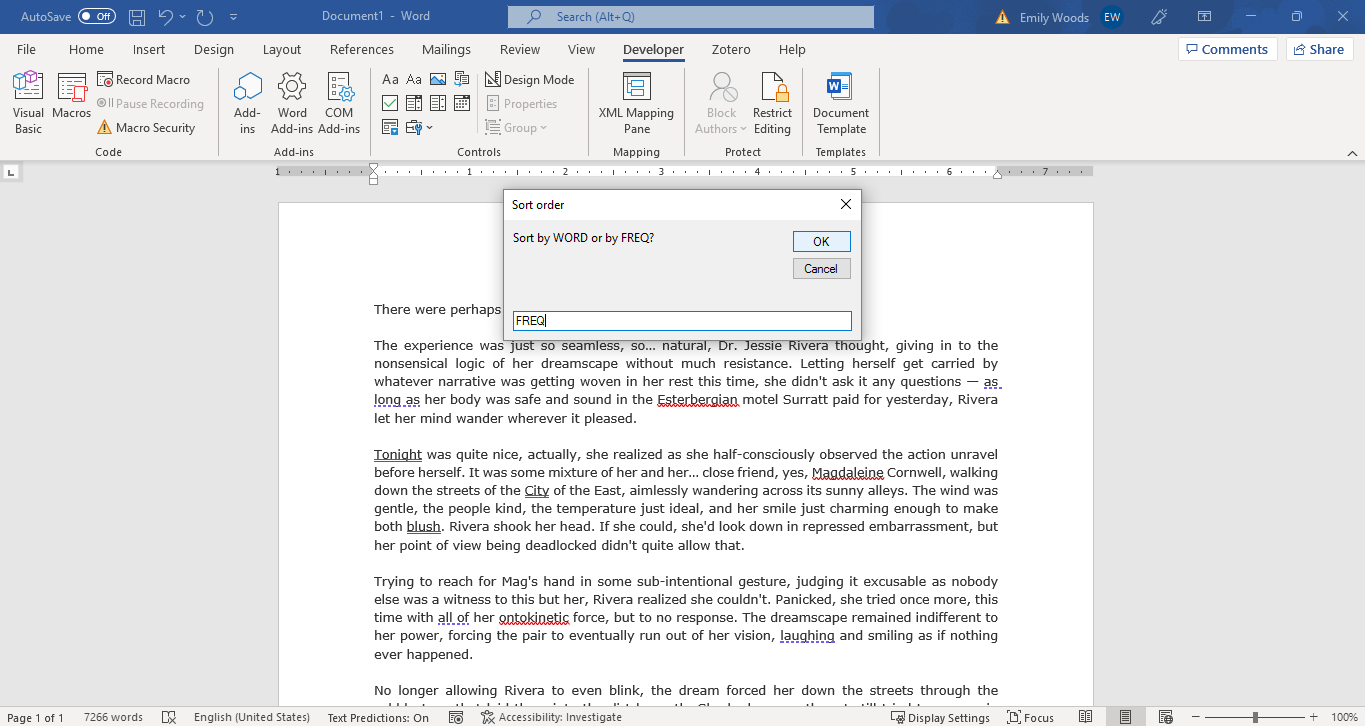 AutoSave Off Document1 - Word Search (Alt+Q) Emily Woods EW
File Home Insert Design Layout References Mailings Review View Developer Zotero Help Comments Share
Visual Basic
Macros
Record Macro
Pause Recording
Macro Security
Code
Add-ins
Word Add-ins
COM Add-ins
Add-ins
Aa Aa
Design Mode
Properties
Group
Controls
XML Mapping Pane
Mapping
Block Authors
Restrict Editing
Protect
Document Template
Templates
L
1 1 2 3 4 5 6 7
Sort order
Sort by WORD or by FREQ?
OK
Cancel
FREQ
There were perhaps
The experience was just so seamless, so... natural, Dr. Jessie Rivera thought, giving in to the
nonsensical logic of her dreamscape without much resistance. Letting herself get carried by
whatever narrative was getting woven in her rest this time, she didn't ask it any questions — as
long as her body was safe and sound in the Esterbergian motel Surratt paid for yesterday, Rivera
let her mind wander wherever it pleased.
Tonight was quite nice, actually, she realized as she half-consciously observed the action unravel
before herself. It was some mixture of her and her... close friend, yes, Magdaleine Cornwell, walking
down the streets of the City of the East, aimlessly wandering across its sunny alleys. The wind was
gentle, the people kind, the temperature just ideal, and her smile just charming enough to make
both blush. Rivera shook her head. If she could, she'd look down in repressed embarrassment, but
her point of view being deadlocked didn't quite allow that.
Trying to reach for Mag's hand in some sub-intentional gesture, judging it excusable as nobody
else was a witness to this but her, Rivera realized she couldn't. Panicked, she tried once more, this
time with all of her ontokinetic force, but to no response. The dreamscape remained indifferent to
her power, forcing the pair to eventually run out of her vision, laughing and smiling as if nothing
ever happened.
No longer allowing Rivera to even blink, the dream forced her down the streets through the
Page 1 of 1 7266 words English (United States) Text Predictions: On Accessibility: Investigate Display Settings Focus 100%